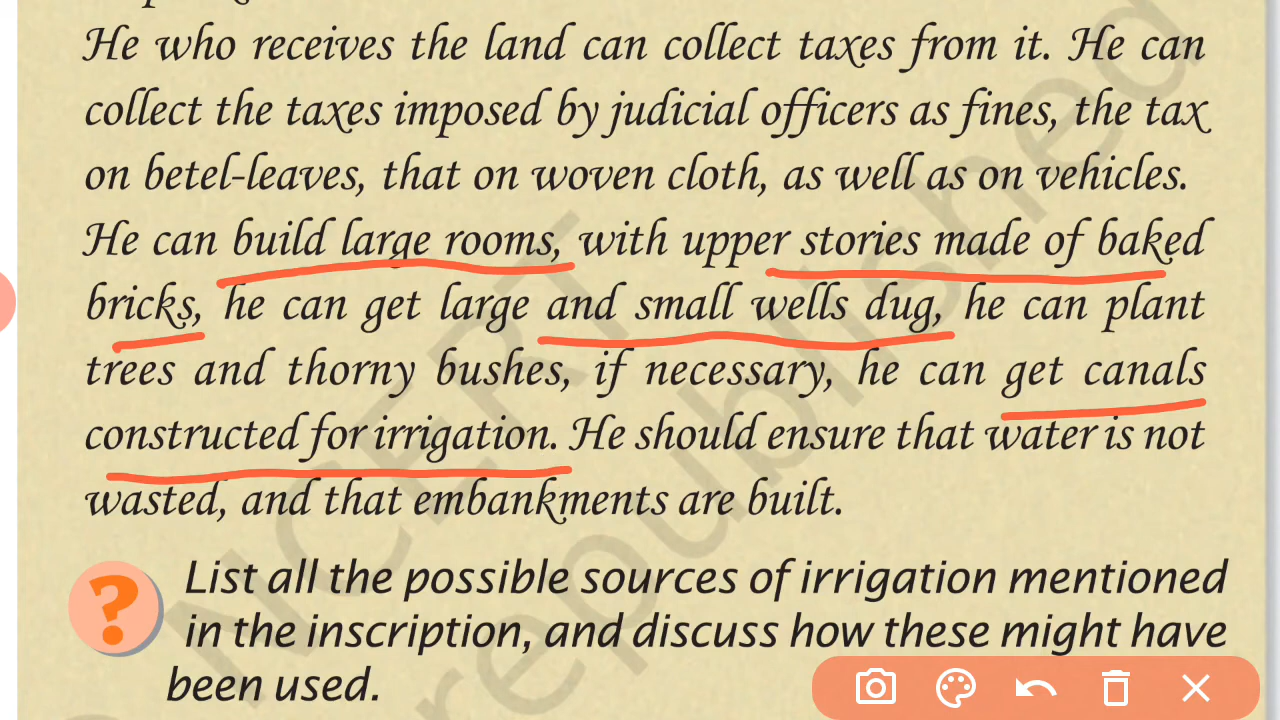 He who receives the land can collect taxes from it. He can
collect the taxes imposed by judicial officers as fines, the tax
on betel-leaves, that on woven cloth, as well as on vehicles.
He can build large rooms, with upper stories made of baked
bricks, he can get large and small wells dug, he can plant
trees and thorny bushes, if necessary, he can get canals
constructed for irrigation. He should ensure that water is not
wasted, and that embankments are built.
? List all the possible sources of irrigation mentioned
in the inscription, and discuss how these might have
been used.
NCERT
republished